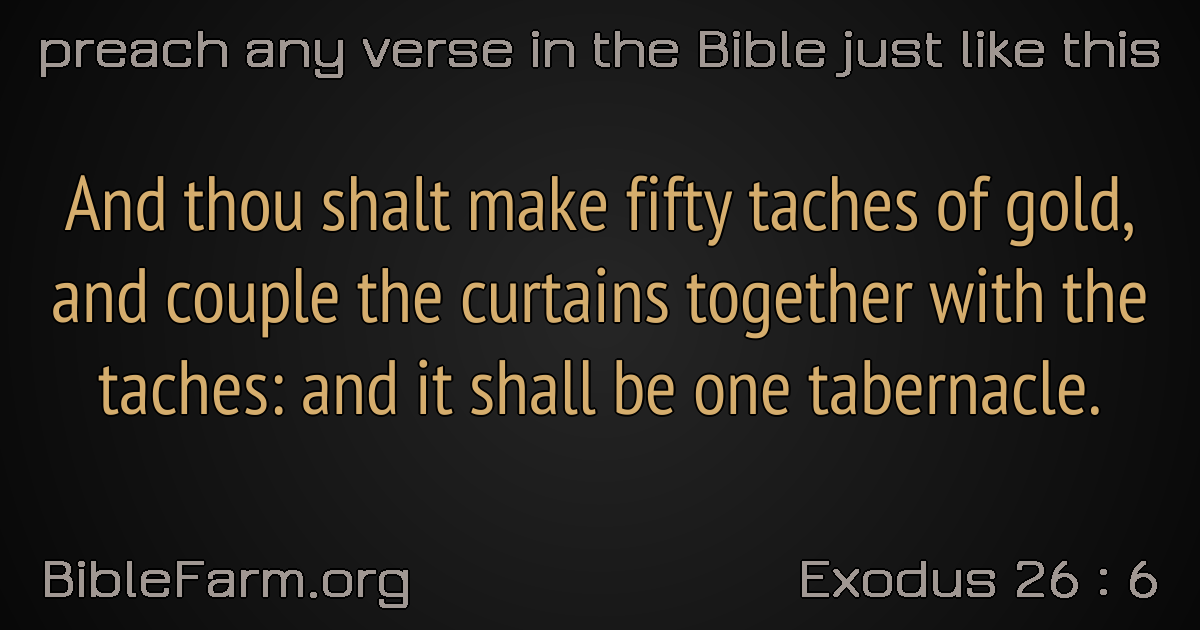 preach any verse in the Bible just like this
And thou shalt make fifty taches of gold,
and couple the curtains together with the
taches: and it shall be one tabernacle.
BibleFarm.org
Exodus 26 : 6